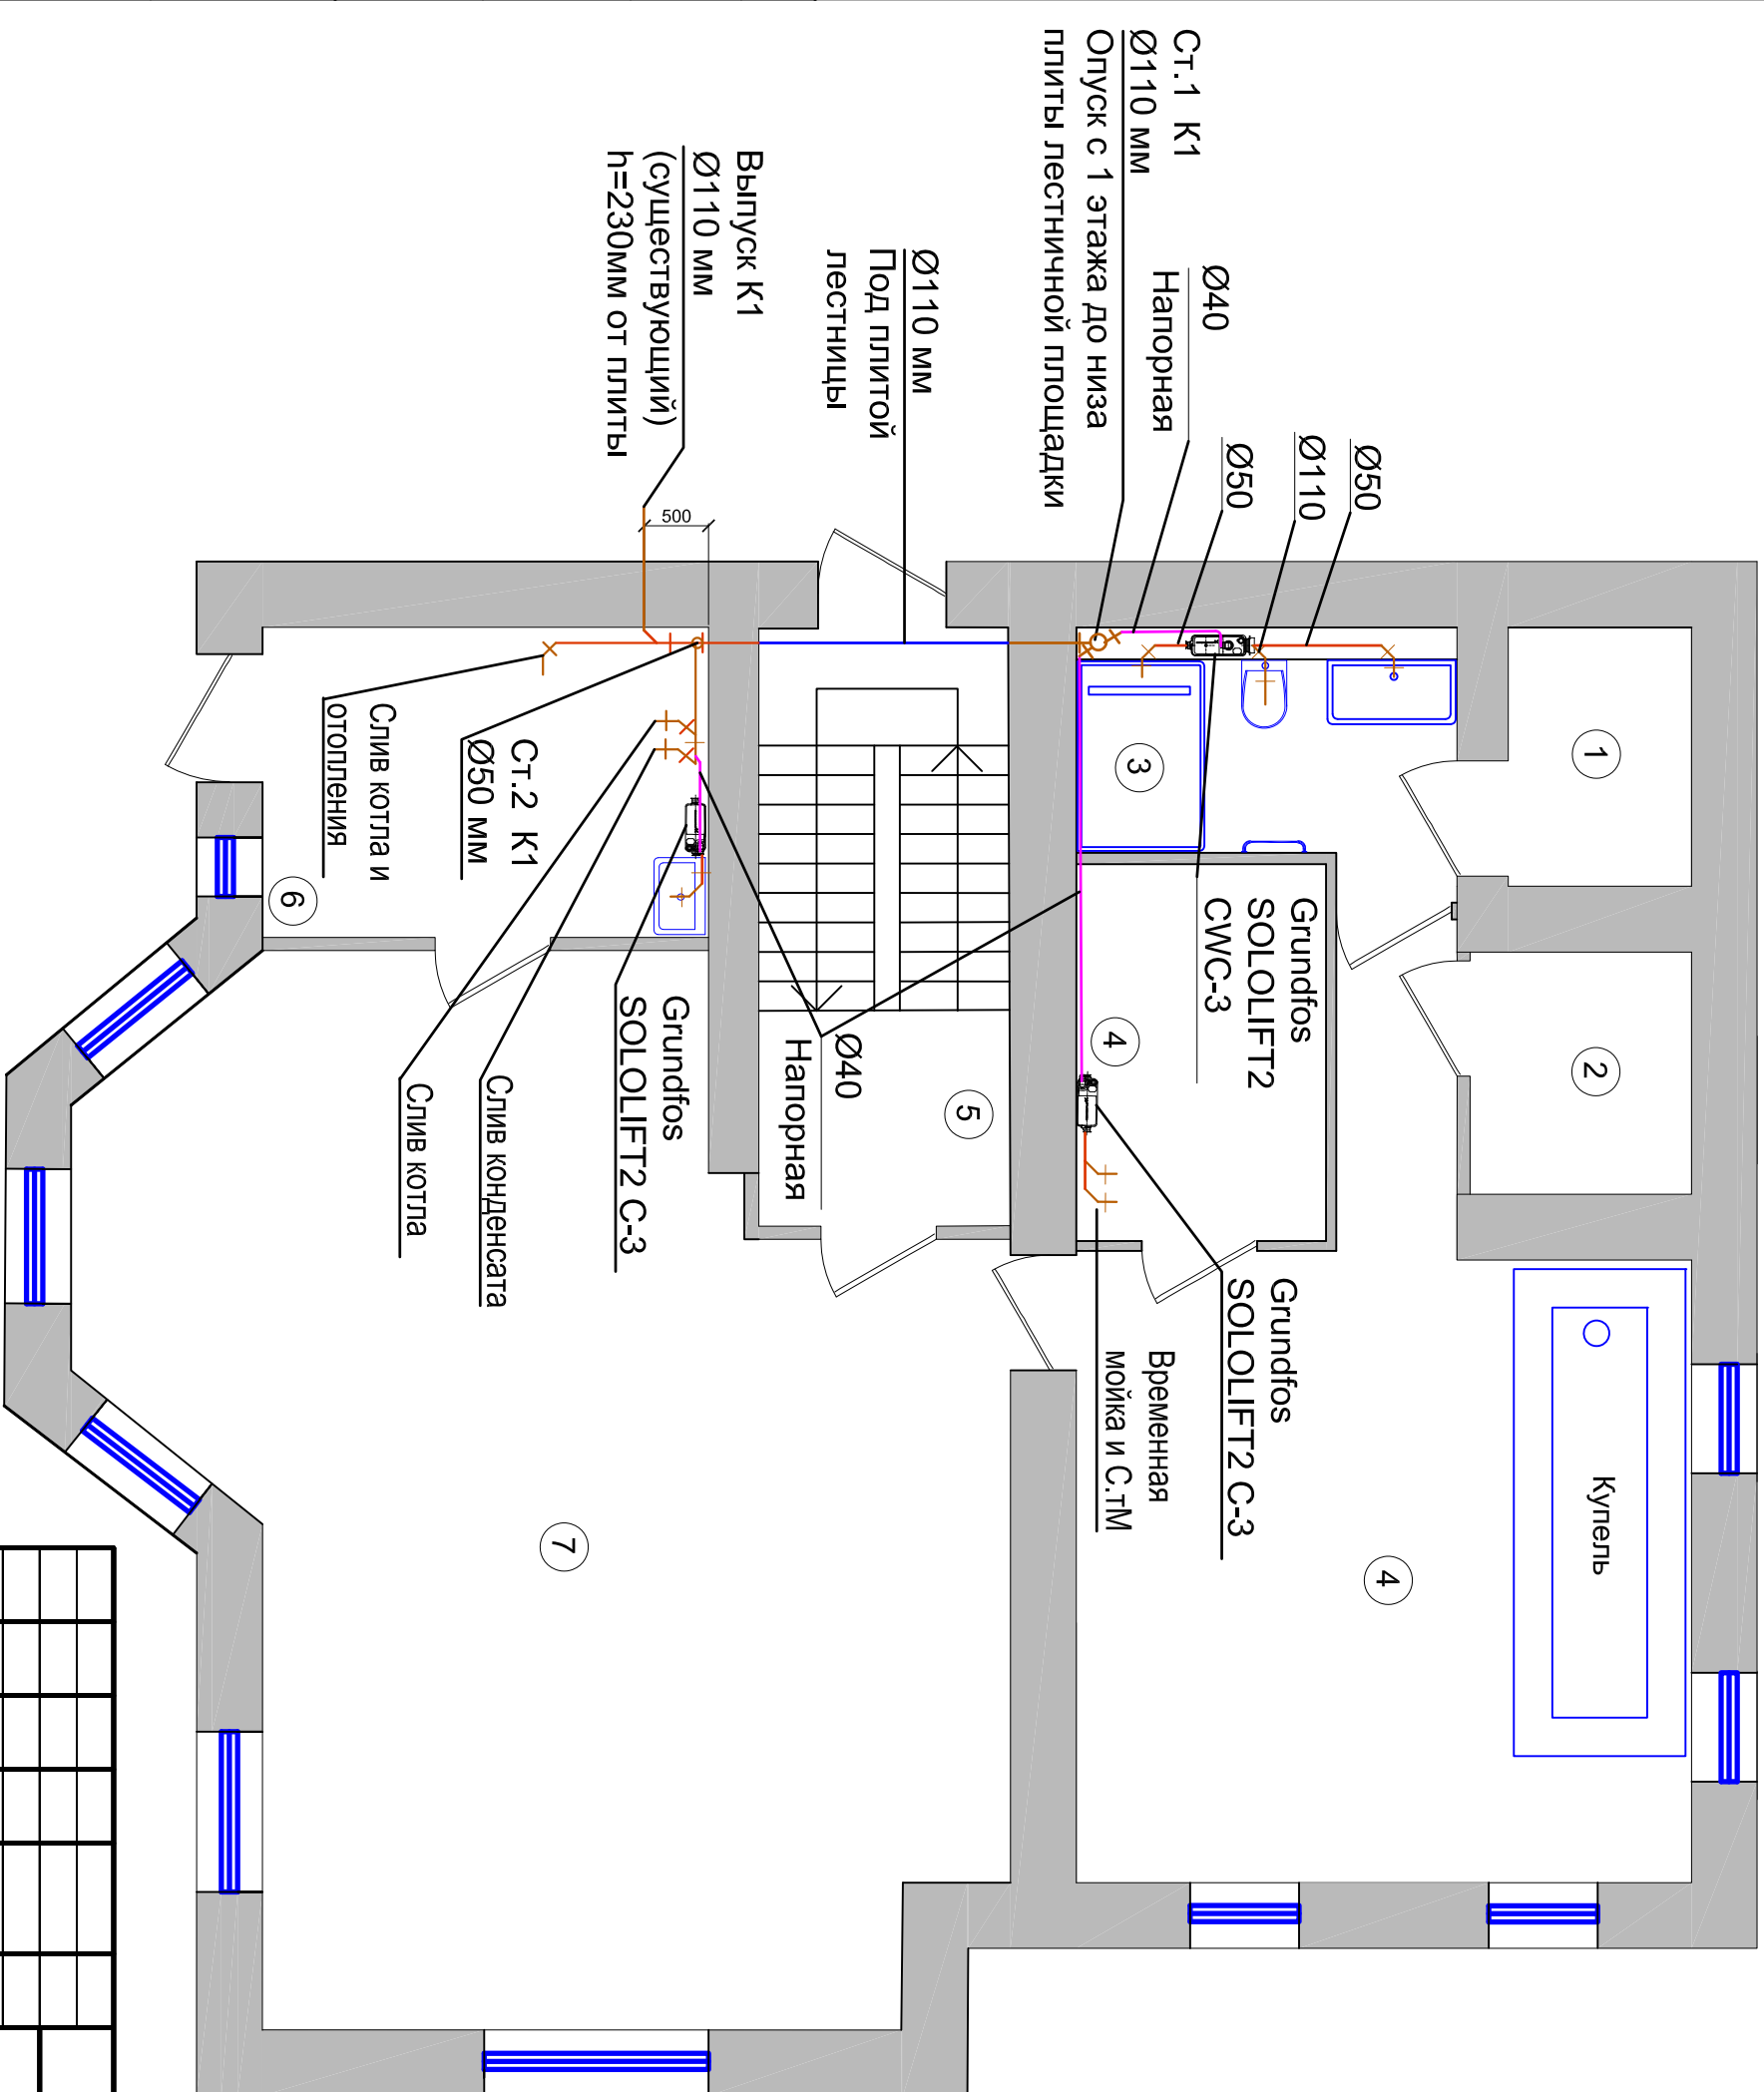 Ст.1 К1
Ø110 мм
Опуск с 1 этажа до низа
плиты лестничной площадки
Ø40
Напорная
Ø50
Ø110
Ø50
Ø110 мм
Под плитой
лестницы
Выпуск К1
Ø110 мм
(существующий)
h=230мм от плиты
500
1
2
3
4
5
6
7
4
Купель
Grundfos
SOLOLIFT2
CWC-3
Grundfos
SOLOLIFT2 C-3
Временная
мойка и С.тМ
Ø40
Напорная
Grundfos
SOLOLIFT2 C-3
Слив конденсата
Слив котла
Ст.2 К1
Ø50 мм
Слив котла и
отопления